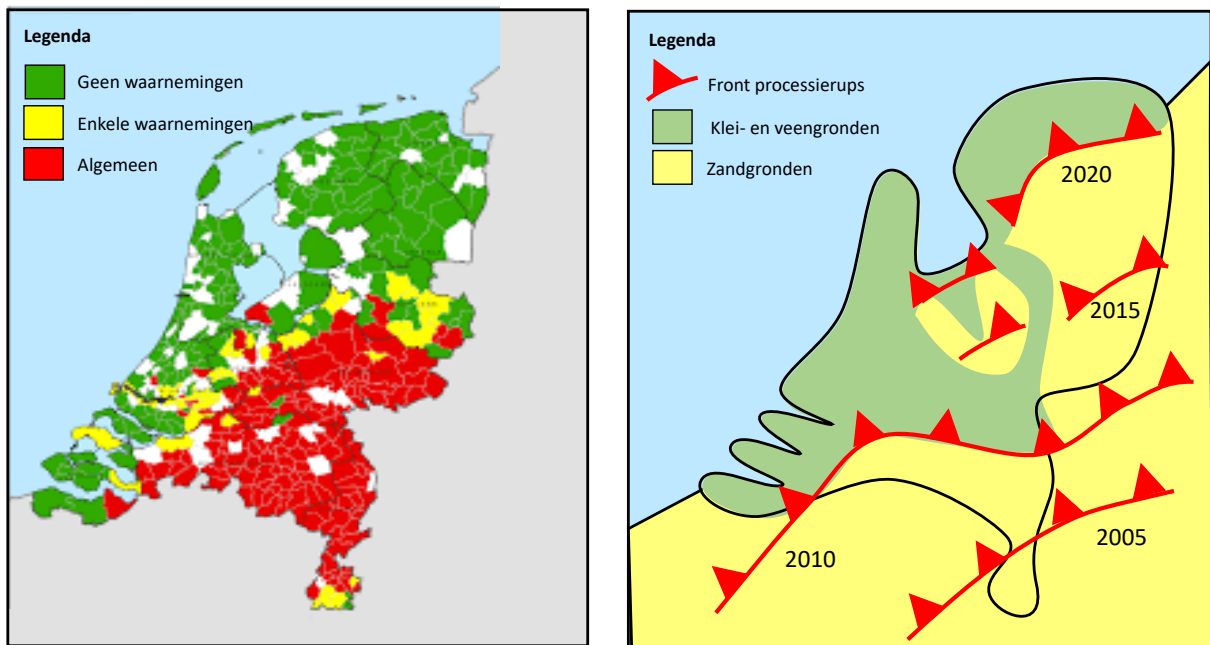 Legenda
Geen waarnemingen
Enkele waarnemingen
Algemeen
Legenda
Front processierups
Klei- en veengronden
Zandgronden
2020
2015
2010
2005